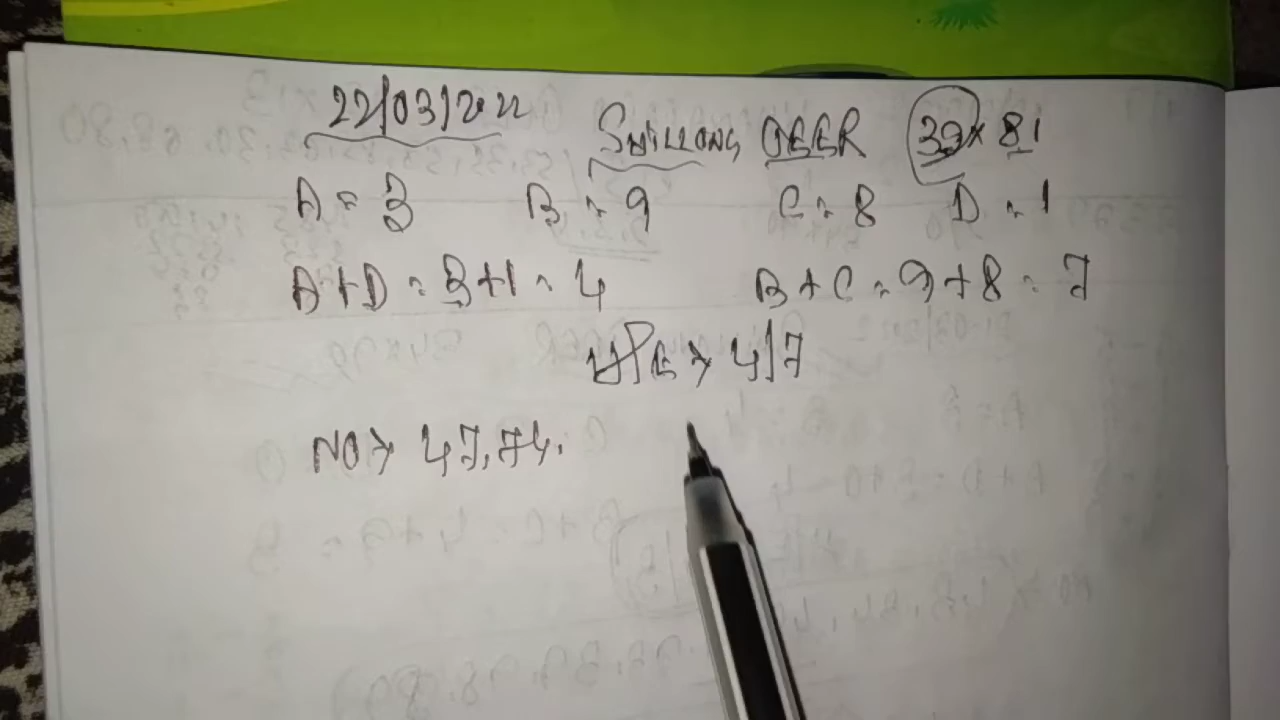 22/03/2022
SHILLONG TEER 39×81
A = 3 B = 9 C = 8 D = 1
A+D = 3+1 = 4 B+C = 9+8 = 7
4/7
NO → 47, 74.